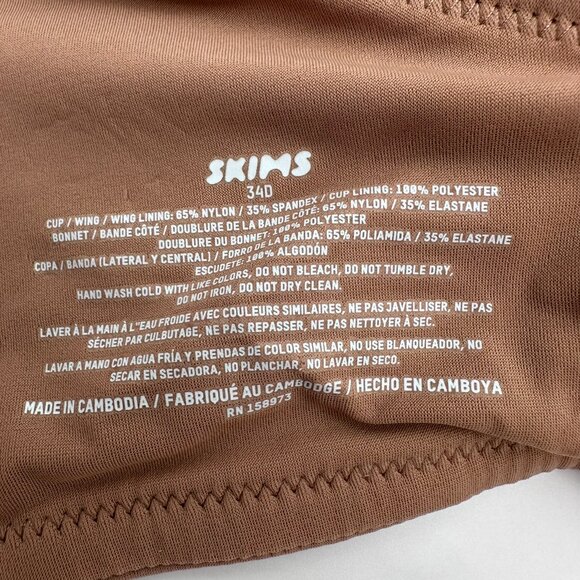 SKIMS
34D
CUP / WING / WING LINING: 65% NYLON / 35% SPANDEX / CUP LINING: 100% POLYESTER
BONNET / BANDE CÔTÉ / DOUBLURE DE LA BANDE CÔTÉ: 65% NYLON / 35% ELASTANE
DOUBLURE DU BONNET: 100% POLYESTER
COPA / BANDA (LATERAL Y CENTRAL) / FORRO DE LA BANDA: 65% POLIAMIDA / 35% ELASTANE
ESCUDETE: 100% ALGODÓN
HAND WASH COLD WITH LIKE COLORS, DO NOT BLEACH, DO NOT TUMBLE DRY,
DO NOT IRON, DO NOT DRY CLEAN.
LAVER À LA MAIN À L"EAU FROIDE AVEC COULEURS SIMILAIRES, NE PAS JAVELLISER, NE PAS
SÉCHER PAR CULBUTAGE, NE PAS REPASSER, NE PAS NETTOYER À SEC.
LAVAR A MANO CON AGUA FRÍA Y PRENDAS DE COLOR SIMILAR, NO USE BLANQUEADOR, NO
SECAR EN SECADORA, NO PLANCHAR, NO LAVAR EN SECO.
MADE IN CAMBODIA / FABRIQUÉ AU CAMBODGE / HECHO EN CAMBOYA
RN 158973